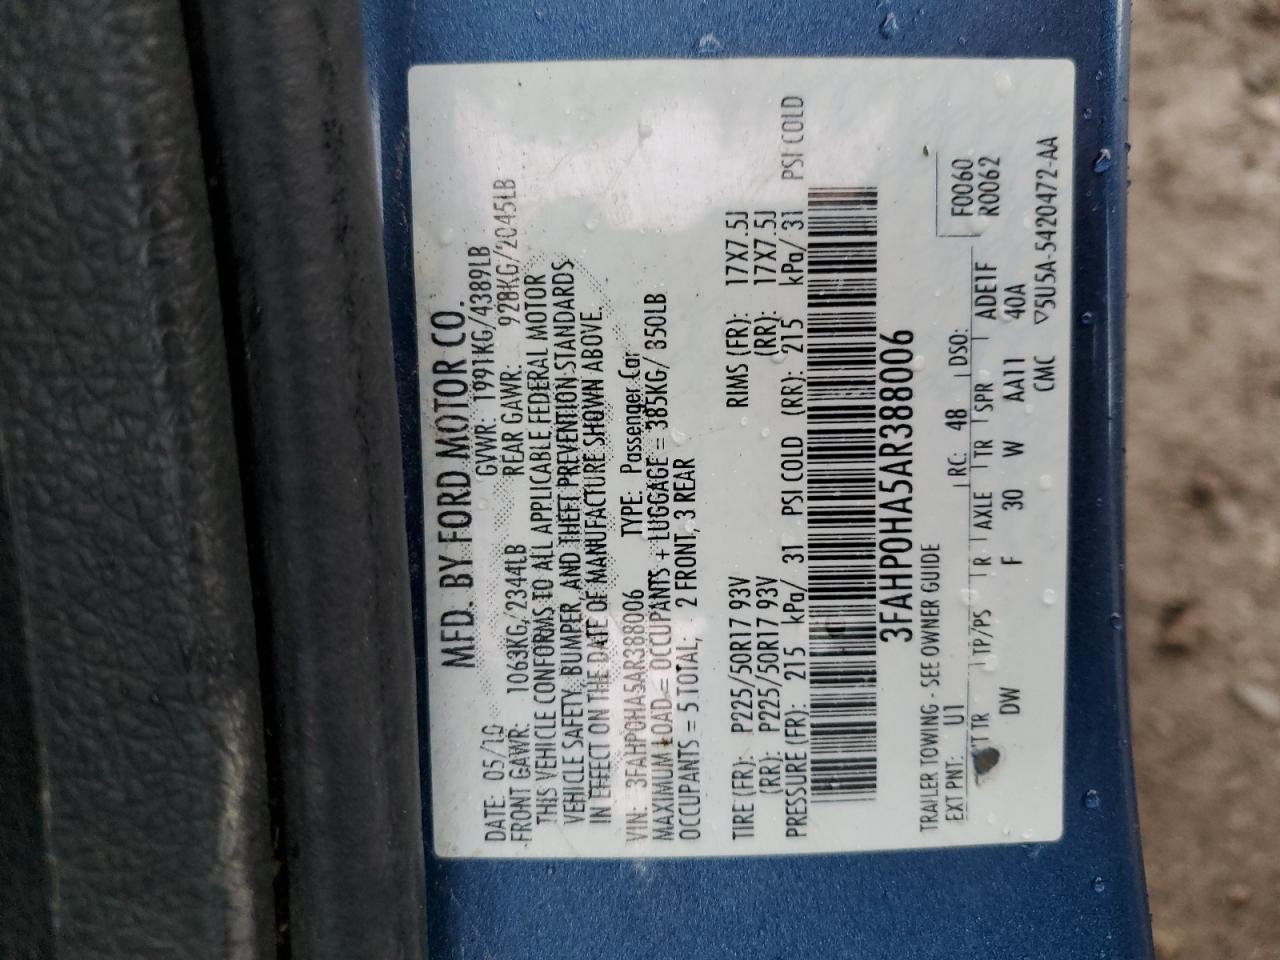 MFD. BY FORD MOTOR CO.
DATE: 05/10 GVWR: 1991KG/4389LB
FRONT GAWR: 1063KG/2344LB REAR GAWR: 928KG/2045LB
THIS VEHICLE CONFORMS TO ALL APPLICABLE FEDERAL MOTOR
VEHICLE SAFETY, BUMPER, AND THEFT PREVENTION STANDARDS
IN EFFECT ON THE DATE OF MANUFACTURE SHOWN ABOVE.
VIN: 3FAHP0HA5AR388006 TYPE: Passenger Car
MAXIMUM LOAD = OCCUPANTS + LUGGAGE = 385KG/ 850LB
OCCUPANTS = 5 TOTAL; : 2 FRONT, 3 REAR
TIRE (FR): P225/50R17 93V RIMS (FR): 17X7.5J
(RR): P225/50R17 93V (RR): 17X7.5J
PRESSURE (FR): 215 kPa/ 31 PSI COLD (RR): 215 kPa/ 31 PSI COLD
3FAHP0HA5AR388006
TRAILER TOWING - SEE OWNER GUIDE F0060
EXT PNT: U1 RC: 48 DSO: R0062
TR TP/PS R AXLE TR SPR ADE1F
DW F 30 W AA11 40A
CMC ▽5U5A-5420472-AA